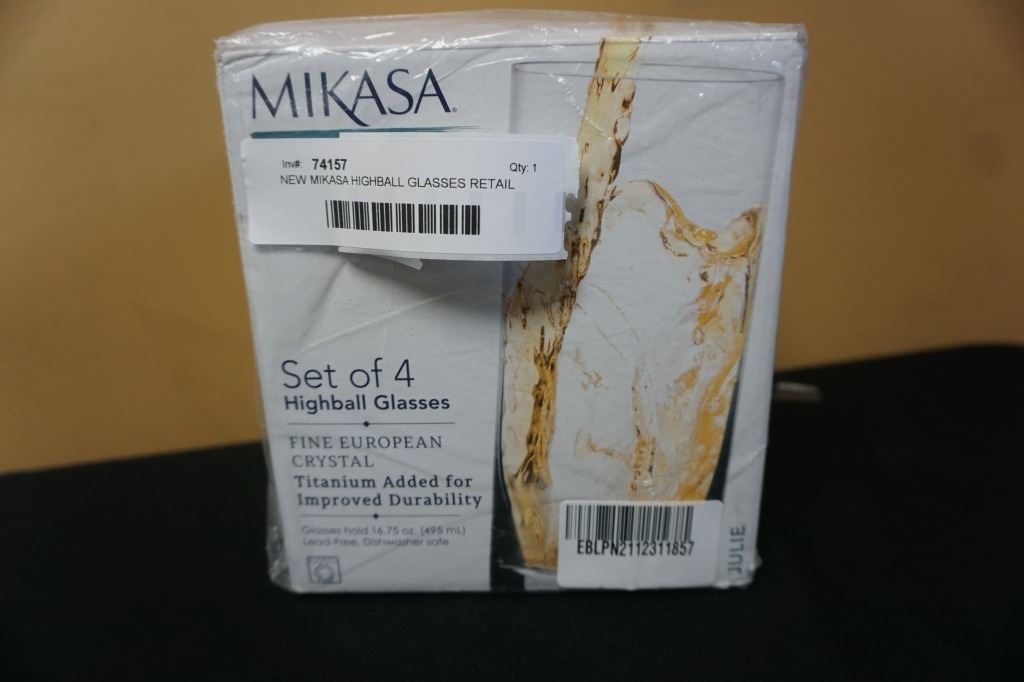 MIKASA
Inv#: 74157 Qty: 1
NEW MIKASA HIGHBALL GLASSES RETAIL
Set of 4
Highball Glasses
FINE EUROPEAN
CRYSTAL
Titanium Added for
Improved Durability
Glasses hold 16.75 oz. (495 mL)
Lead-Free, Dishwasher safe
EBLPN2112311857
JULIE